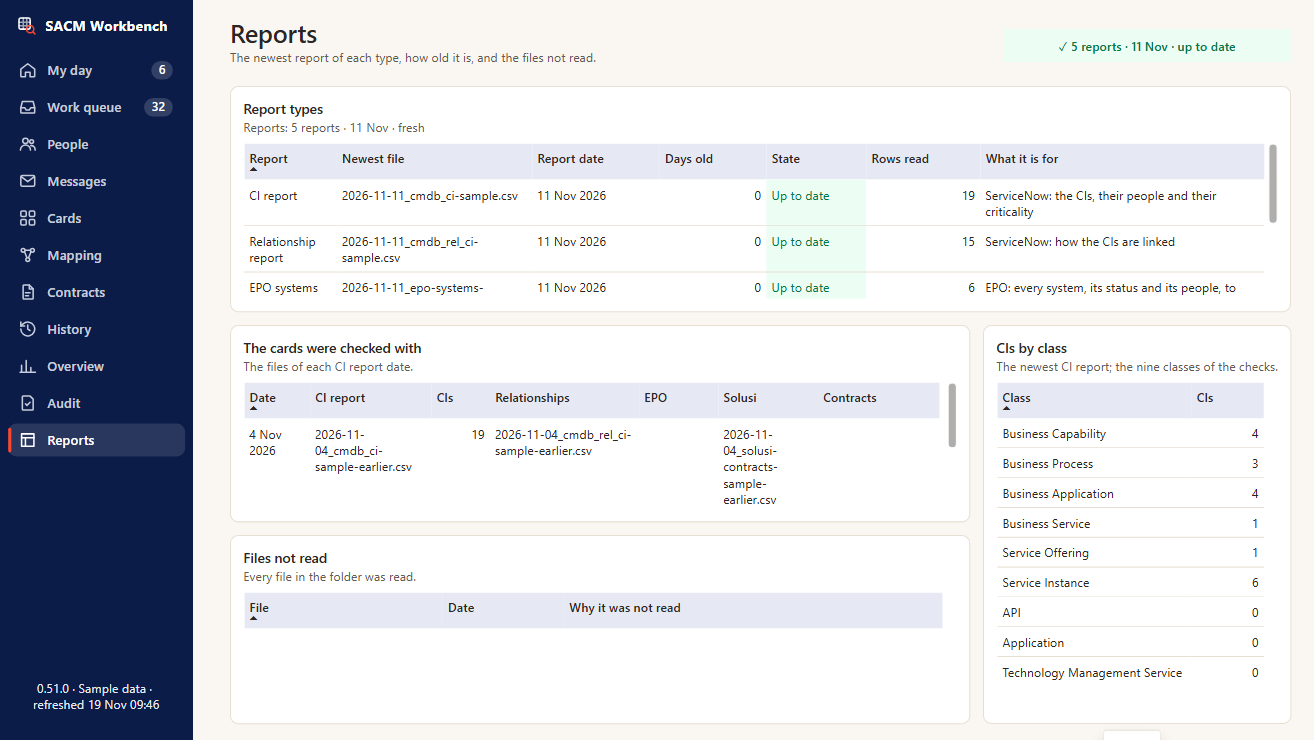 SACM Workbench
My day 6
Work queue 32
People
Messages
Cards
Mapping
Contracts
History
Overview
Audit
Reports
0.51.0 · Sample data ·
refreshed 19 Nov 09:46
Reports
The newest report of each type, how old it is, and the files not read.
✓ 5 reports · 11 Nov · up to date
Report types
Reports: 5 reports · 11 Nov · fresh
Report Newest file Report date Days old State Rows read What it is for
CI report 2026-11-11_cmdb_ci-sample.csv 11 Nov 2026 0 Up to date 19 ServiceNow: the CIs, their people and their
criticality
Relationship 2026-11-11_cmdb_rel_ci- 11 Nov 2026 0 Up to date 15 ServiceNow: how the CIs are linked
report sample.csv
EPO systems 2026-11-11_epo-systems- 11 Nov 2026 0 Up to date 6 EPO: every system, its status and its people, to
The cards were checked with
The files of each CI report date.
Date CI report CIs Relationships EPO Solusi Contracts
4 Nov 2026-11- 19 2026-11-04_cmdb_rel_ci- 2026-11-
2026 04_cmdb_ci- sample-earlier.csv 04_solusi-
sample-earlier.csv contracts-
sample-
earlier.csv
Files not read
Every file in the folder was read.
File Date Why it was not read
CIs by class
The newest CI report; the nine classes of the checks.
Class CIs
Business Capability 4
Business Process 3
Business Application 4
Business Service 1
Service Offering 1
Service Instance 6
API 0
Application 0
Technology Management Service 0